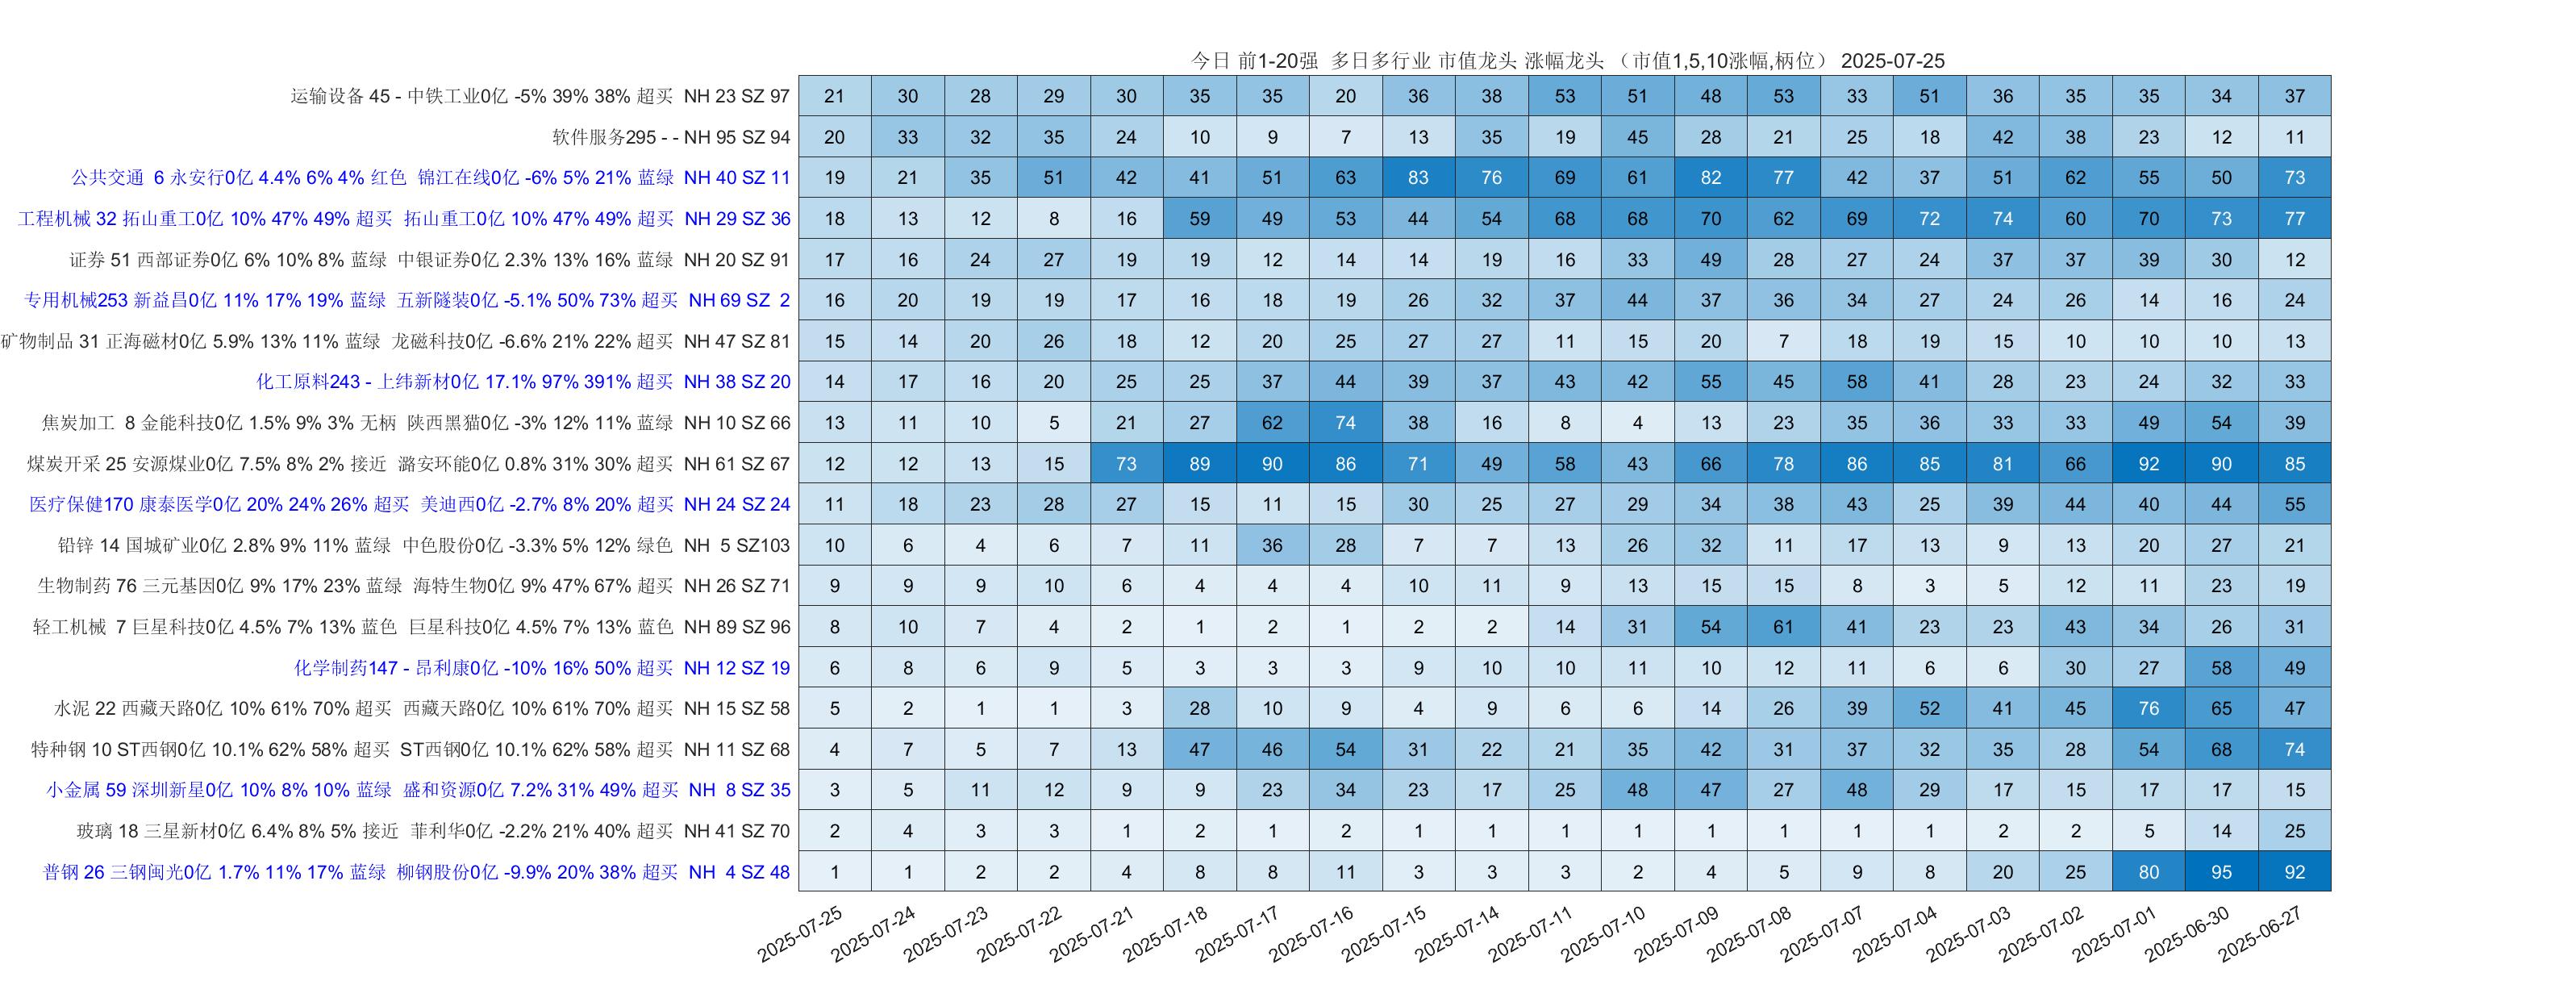 今日 前1-20强 多日多行业 市值龙头 涨幅龙头 （市值1,5,10涨幅,柄位） 2025-07-25
运输设备 45 - 中铁工业0亿 -5% 39% 38% 超买 NH 23 SZ 97 21 30 28 29 30 35 35 20 36 38 53 51 48 53 33 51 36 35 35 34 37
软件服务295 - - NH 95 SZ 94 20 33 32 35 24 10 9 7 13 35 19 45 28 21 25 18 42 38 23 12 11
公共交通 6 永安行0亿 4.4% 6% 4% 红色 锦江在线0亿 -6% 5% 21% 蓝绿 NH 40 SZ 11 19 21 35 51 42 41 51 63 83 76 69 61 82 77 42 37 51 62 55 50 73
工程机械 32 拓山重工0亿 10% 47% 49% 超买 拓山重工0亿 10% 47% 49% 超买 NH 29 SZ 36 18 13 12 8 16 59 49 53 44 54 68 68 70 62 69 72 74 60 70 73 77
证券 51 西部证券0亿 6% 10% 8% 蓝绿 中银证券0亿 2.3% 13% 16% 蓝绿 NH 20 SZ 91 17 16 24 27 19 19 12 14 14 19 16 33 49 28 27 24 37 37 39 30 12
专用机械253 新益昌0亿 11% 17% 19% 蓝绿 五新隧装0亿 -5.1% 50% 73% 超买 NH 69 SZ 2 16 20 19 19 17 16 18 19 26 32 37 44 37 36 34 27 24 26 14 16 24
矿物制品 31 正海磁材0亿 5.9% 13% 11% 蓝绿 龙磁科技0亿 -6.6% 21% 22% 超买 NH 47 SZ 81 15 14 20 26 18 12 20 25 27 27 11 15 20 7 18 19 15 10 10 10 13
化工原料243 - 上纬新材0亿 17.1% 97% 391% 超买 NH 38 SZ 20 14 17 16 20 25 25 37 44 39 37 43 42 55 45 58 41 28 23 24 32 33
焦炭加工 8 金能科技0亿 1.5% 9% 3% 无柄 陕西黑猫0亿 -3% 12% 11% 蓝绿 NH 10 SZ 66 13 11 10 5 21 27 62 74 38 16 8 4 13 23 35 36 33 33 49 54 39
煤炭开采 25 安源煤业0亿 7.5% 8% 2% 接近 潞安环能0亿 0.8% 31% 30% 超买 NH 61 SZ 67 12 12 13 15 73 89 90 86 71 49 58 43 66 78 86 85 81 66 92 90 85
医疗保健170 康泰医学0亿 20% 24% 26% 超买 美迪西0亿 -2.7% 8% 20% 超买 NH 24 SZ 24 11 18 23 28 27 15 11 15 30 25 27 29 34 38 43 25 39 44 40 44 55
铅锌 14 国城矿业0亿 2.8% 9% 11% 蓝绿 中色股份0亿 -3.3% 5% 12% 绿色 NH 5 SZ103 10 6 4 6 7 11 36 28 7 7 13 26 32 11 17 13 9 13 20 27 21
生物制药 76 三元基因0亿 9% 17% 23% 蓝绿 海特生物0亿 9% 47% 67% 超买 NH 26 SZ 71 9 9 9 10 6 4 4 4 10 11 9 13 15 15 8 3 5 12 11 23 19
轻工机械 7 巨星科技0亿 4.5% 7% 13% 蓝色 巨星科技0亿 4.5% 7% 13% 蓝色 NH 89 SZ 96 8 10 7 4 2 1 2 1 2 2 14 31 54 61 41 23 23 43 34 26 31
化学制药147 - 昂利康0亿 -10% 16% 50% 超买 NH 12 SZ 19 6 8 6 9 5 3 3 3 9 10 10 11 10 12 11 6 6 30 27 58 49
水泥 22 西藏天路0亿 10% 61% 70% 超买 西藏天路0亿 10% 61% 70% 超买 NH 15 SZ 58 5 2 1 1 3 28 10 9 4 9 6 6 14 26 39 52 41 45 76 65 47
特种钢 10 ST西钢0亿 10.1% 62% 58% 超买 ST西钢0亿 10.1% 62% 58% 超买 NH 11 SZ 68 4 7 5 7 13 47 46 54 31 22 21 35 42 31 37 32 35 28 54 68 74
小金属 59 深圳新星0亿 10% 8% 10% 蓝绿 盛和资源0亿 7.2% 31% 49% 超买 NH 8 SZ 35 3 5 11 12 9 9 23 34 23 17 25 48 47 27 48 29 17 15 17 17 15
玻璃 18 三星新材0亿 6.4% 8% 5% 接近 菲利华0亿 -2.2% 21% 40% 超买 NH 41 SZ 70 2 4 3 3 1 2 1 2 1 1 1 1 1 1 1 1 2 2 5 14 25
普钢 26 三钢闽光0亿 1.7% 11% 17% 蓝绿 柳钢股份0亿 -9.9% 20% 38% 超买 NH 4 SZ 48 1 1 2 2 4 8 8 11 3 3 3 2 4 5 9 8 20 25 80 95 92
2025-07-25 2025-07-24 2025-07-23 2025-07-22 2025-07-21 2025-07-18 2025-07-17 2025-07-16 2025-07-15 2025-07-14 2025-07-11 2025-07-10 2025-07-09 2025-07-08 2025-07-07 2025-07-04 2025-07-03 2025-07-02 2025-07-01 2025-06-30 2025-06-27